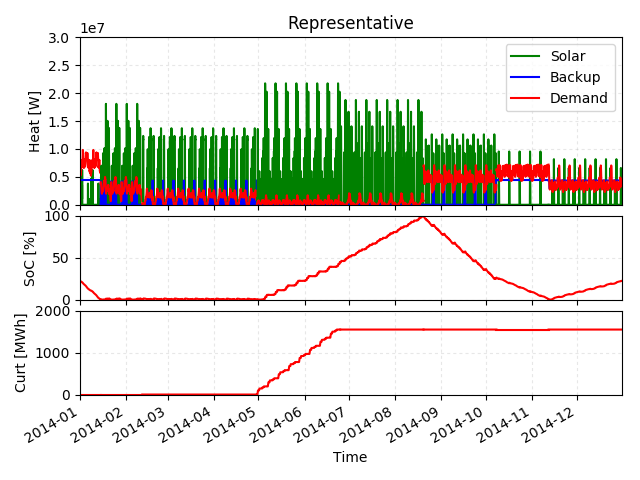 Representative
1e7
3.0
2.5
2.0
1.5
1.0
0.5
0.0
Heat [W]
Solar
Backup
Demand
100
50
0
SoC [%]
2000
1000
0
Curt [MWh]
2014-01
2014-02
2014-03
2014-04
2014-05
2014-06
2014-07
2014-08
2014-09
2014-10
2014-11
2014-12
Time